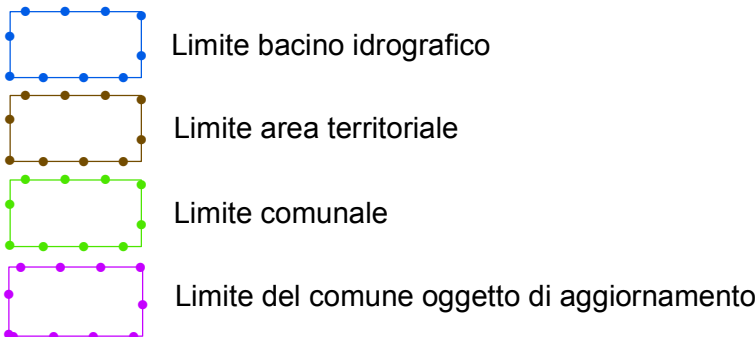 Limite bacino idrografico
Limite area territoriale
Limite comunale
Limite del comune oggetto di aggiornamento